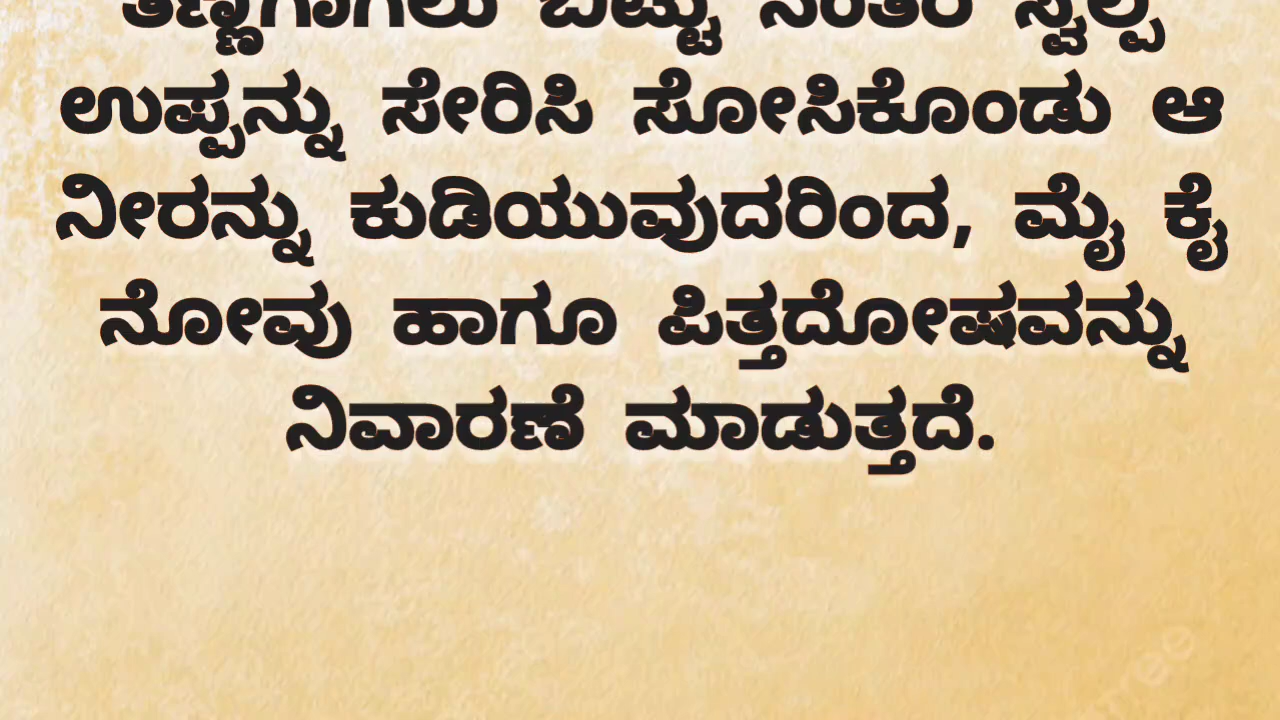 ತಣ್ಣಗಾಗಲು ಬಿಟ್ಟು ನಂತರ ಸ್ವಲ್ಪ
ಉಪ್ಪನ್ನು ಸೇರಿಸಿ ಸೋಸಿಕೊಂಡು ಆ
ನೀರನ್ನು ಕುಡಿಯುವುದರಿಂದ, ಮೈ ಕೈ
ನೋವು ಹಾಗೂ ಪಿತ್ತದೋಷವನ್ನು
ನಿವಾರಣೆ ಮಾಡುತ್ತದೆ.